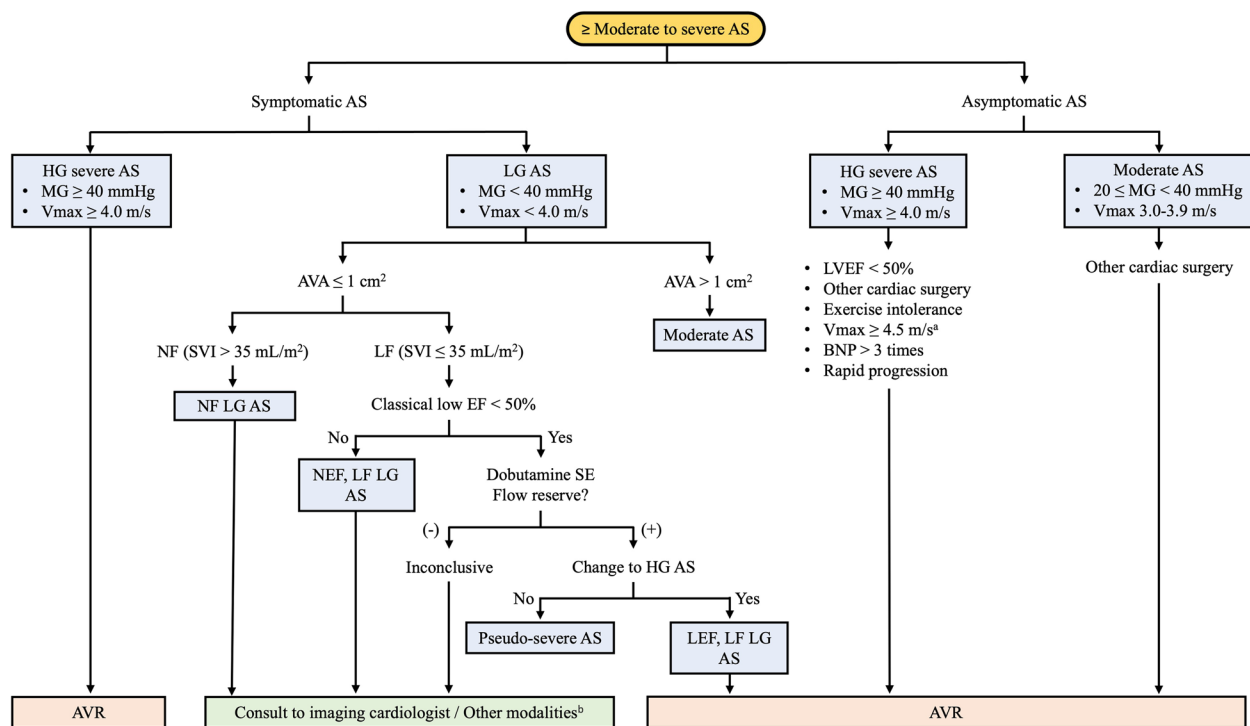 ≥ Moderate to severe AS
Symptomatic AS
Asymptomatic AS
HG severe AS
• MG ≥ 40 mmHg
• Vmax ≥ 4.0 m/s
LG AS
• MG < 40 mmHg
• Vmax < 4.0 m/s
HG severe AS
• MG ≥ 40 mmHg
• Vmax ≥ 4.0 m/s
Moderate AS
• 20 ≤ MG < 40 mmHg
• Vmax 3.0-3.9 m/s
AVA ≤ 1 cm²
AVA > 1 cm²
• LVEF < 50%
• Other cardiac surgery
• Exercise intolerance
• Vmax ≥ 4.5 m/sᵃ
• BNP > 3 times
• Rapid progression
Other cardiac surgery
Moderate AS
NF (SVI > 35 mL/m²)
LF (SVI ≤ 35 mL/m²)
NF LG AS
Classical low EF < 50%
No
Yes
NEF, LF LG
AS
Dobutamine SE
Flow reserve?
(-)
(+)
Inconclusive
Change to HG AS
No
Yes
Pseudo-severe AS
LEF, LF LG
AS
AVR
Consult to imaging cardiologist / Other modalitiesᵇ
AVR